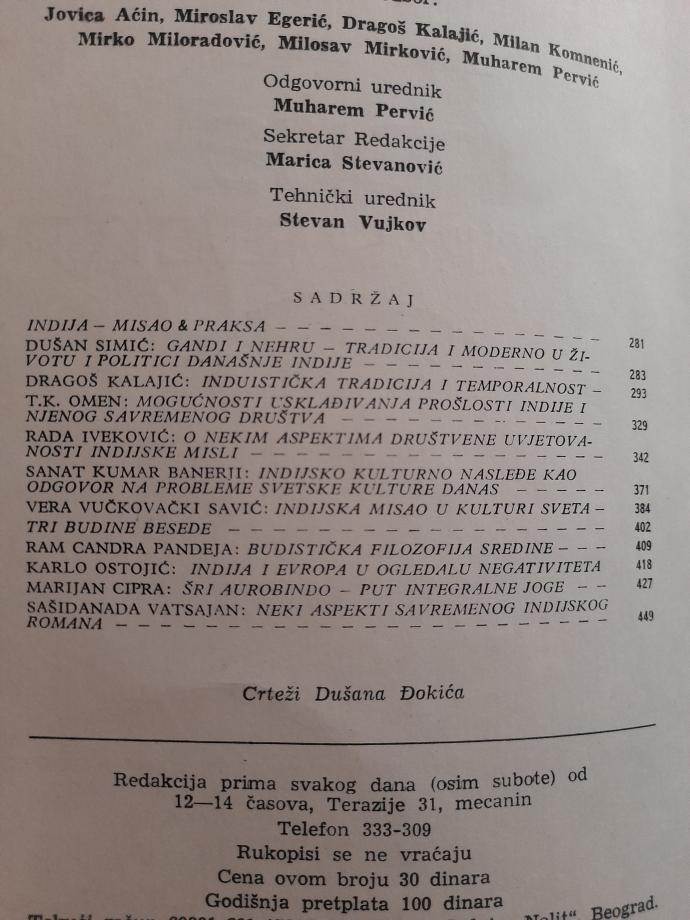 Jovica Aćin, Miroslav Egerić, Dragoš Kalajić, Milan Komnenić,
Mirko Miloradović, Milosav Mirković, Muharem Pervić
Odgovorni urednik
Muharem Pervić
Sekretar Redakcije
Marica Stevanović
Tehnički urednik
Stevan Vujkov
SADRŽAJ
INDIJA — MISAO & PRAKSA — — — — — — — — — — — — — — 281
DUŠAN SIMIĆ: GANDI I NEHRU — TRADICIJA I MODERNO U ŽI-
VOTU I POLITICI DANAŠNJE INDIJE — — — — — — — — — — 283
DRAGOŠ KALAJIĆ: INDUISTIČKA TRADICIJA I TEMPORALNOST — 293
T.K. OMEN: MOGUĆNOSTI USKLAĐIVANJA PROŠLOSTI INDIJE I
NJENOG SAVREMENOG DRUŠTVA — — — — — — — — — — — — 329
RADA IVEKOVIĆ: O NEKIM ASPEKTIMA DRUŠTVENE UVJETOVA-
NOSTI INDIJSKE MISLI — — — — — — — — — — — — — — — 342
SANAT KUMAR BANERJI: INDIJSKO KULTURNO NASLEĐE KAO
ODGOVOR NA PROBLEME SVETSKE KULTURE DANAS — — — — — 371
VERA VUČKOVAČKI SAVIĆ: INDIJSKA MISAO U KULTURI SVETA — 384
TRI BUDINE BESEDE — — — — — — — — — — — — — — — — 402
RAM CANDRA PANDEJA: BUDISTIČKA FILOZOFIJA SREDINE — — — 409
KARLO OSTOJIĆ: INDIJA I EVROPA U OGLEDALU NEGATIVITETA 418
MARIJAN CIPRA: ŠRI AUROBINDO — PUT INTEGRALNE JOGE — — 427
SAŠIDANADA VATSAJAN: NEKI ASPEKTI SAVREMENOG INDIJSKOG
ROMANA — — — — — — — — — — — — — — — — — — — — — 449
Crteži Dušana Đokića
Redakcija prima svakog dana (osim subote) od
12—14 časova, Terazije 31, mecanin
Telefon 333-309
Rukopisi se ne vraćaju
Cena ovom broju 30 dinara
Godišnja pretplata 100 dinara
Nolit“ Beograd.